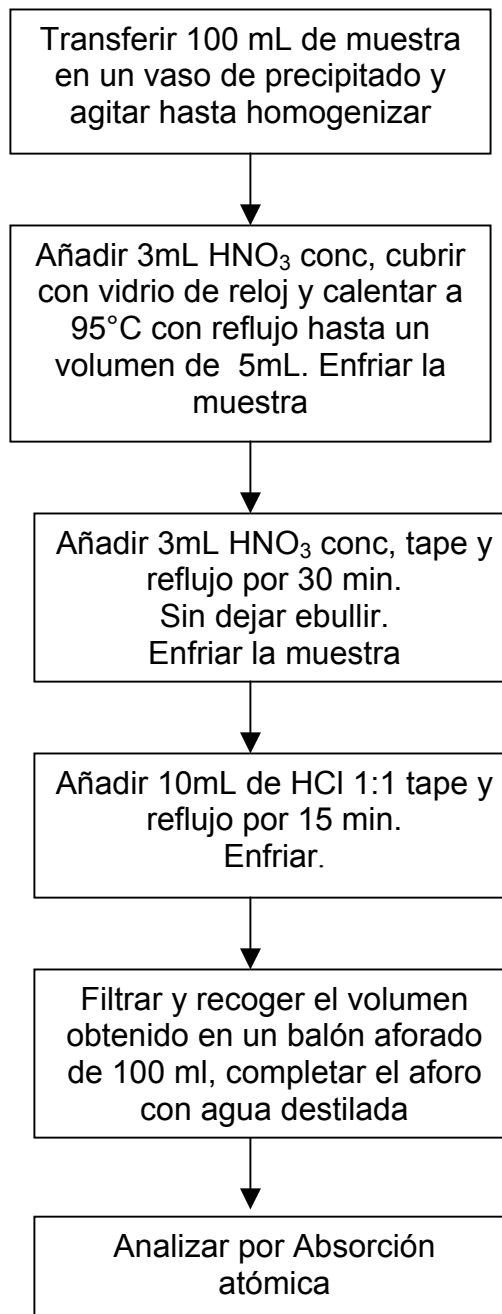 Transferir 100 mL de muestra
en un vaso de precipitado y
agitar hasta homogenizar
Añadir 3mL HNO₃ conc, cubrir
con vidrio de reloj y calentar a
95°C con reflujo hasta un
volumen de 5mL. Enfriar la
muestra
Añadir 3mL HNO₃ conc, tape y
reflujo por 30 min.
Sin dejar ebullir.
Enfriar la muestra
Añadir 10mL de HCl 1:1 tape y
reflujo por 15 min.
Enfriar.
Filtrar y recoger el volumen
obtenido en un balón aforado
de 100 ml, completar el aforo
con agua destilada
Analizar por Absorción
atómica